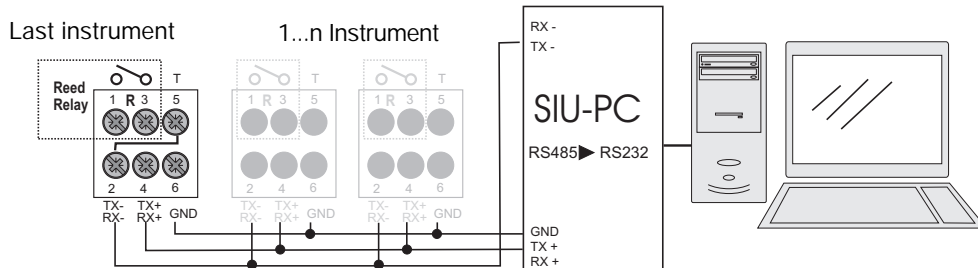 Last instrument
1...n Instrument
RX -
TX -
Reed
Relay
T
1 R 3 5
2 4 6
TX- TX+
RX- RX+ GND
T
1 R 3 5
2 4 6
TX- TX+
RX- RX+ GND
T
1 R 3 5
2 4 6
TX- TX+
RX- RX+ GND
SIU-PC
RS485▶ RS232
GND
TX +
RX +